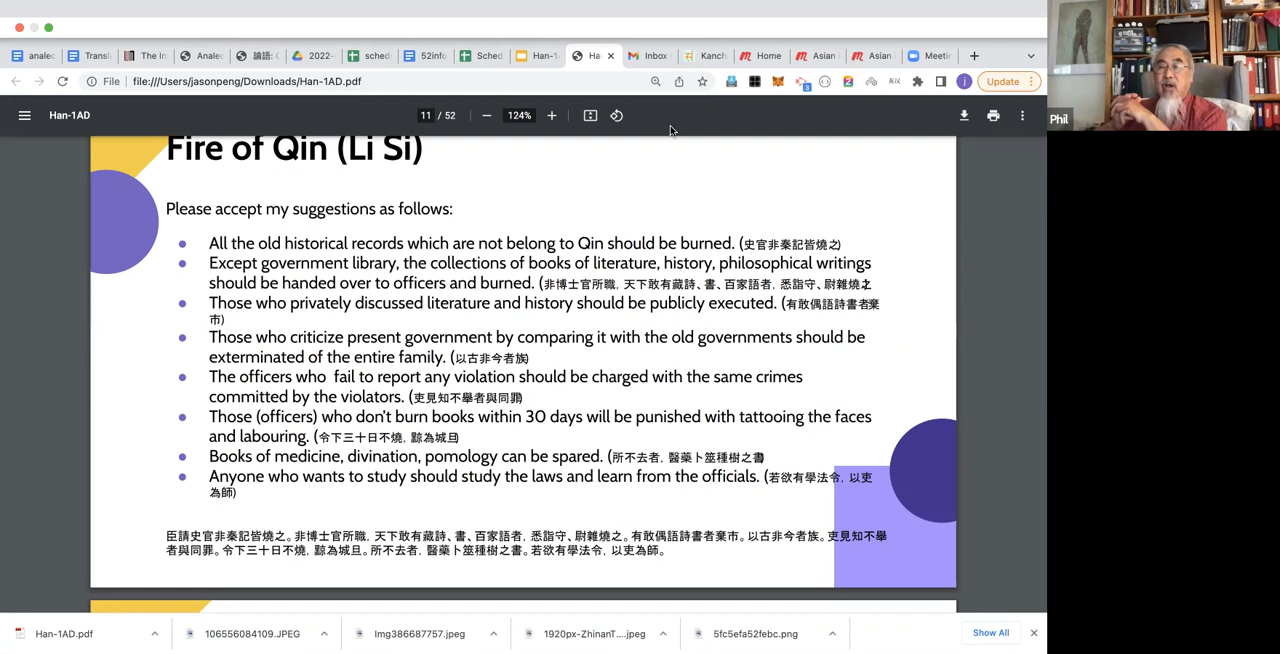 analec
Transl
The In
Analec
論語:
2022-
sched
52info
Sched
Han-1.
Ha
Inbox
Kanch
Home
Asian
Asian
Meetin
File
file:///Users/jasonpeng/Downloads/Han-1AD.pdf
3
2
j
Update
Han-1AD
11 / 52
124%
Phil
Fire of Qin (Li Si)
Please accept my suggestions as follows:
All the old historical records which are not belong to Qin should be burned. (史官非秦記皆燒之)
Except government library, the collections of books of literature, history, philosophical writings
should be handed over to officers and burned. (非博士官所職, 天下敢有藏詩、書、百家語者, 悉詣守、尉雜燒之
Those who privately discussed literature and history should be publicly executed. (有敢偶語詩書者棄
市)
Those who criticize present government by comparing it with the old governments should be
exterminated of the entire family. (以古非今者族)
The officers who fail to report any violation should be charged with the same crimes
committed by the violators. (吏見知不舉者與同罪)
Those (officers) who don't burn books within 30 days will be punished with tattooing the faces
and labouring. (令下三十日不燒, 黥為城旦)
Books of medicine, divination, pomology can be spared. (所不去者, 醫藥卜筮種樹之書)
Anyone who wants to study should study the laws and learn from the officials. (若欲有學法令, 以吏
為師)
臣請史官非秦記皆燒之。非博士官所職, 天下敢有藏詩、書、百家語者, 悉詣守、尉雜燒之。有敢偶語詩書者棄市。以古非今者族。吏見知不舉
者與同罪。令下三十日不燒, 黥為城旦。所不去者, 醫藥卜筮種樹之書。若欲有學法令, 以吏為師。
Han-1AD.pdf
106556084109.JPEG
Img386687757.jpeg
1920px-ZhinanT....jpeg
5fc5efa52febc.png
Show All